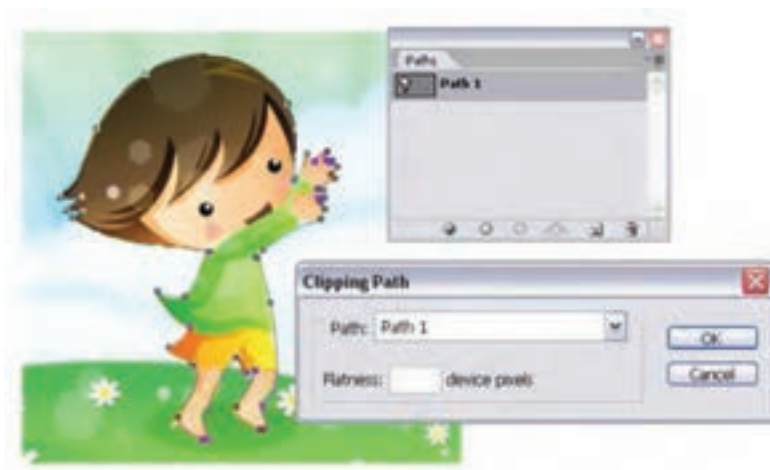 Paths
Path 1
Clipping Path
Path: Path 1
OK
Flatness: device pixels
Cancel